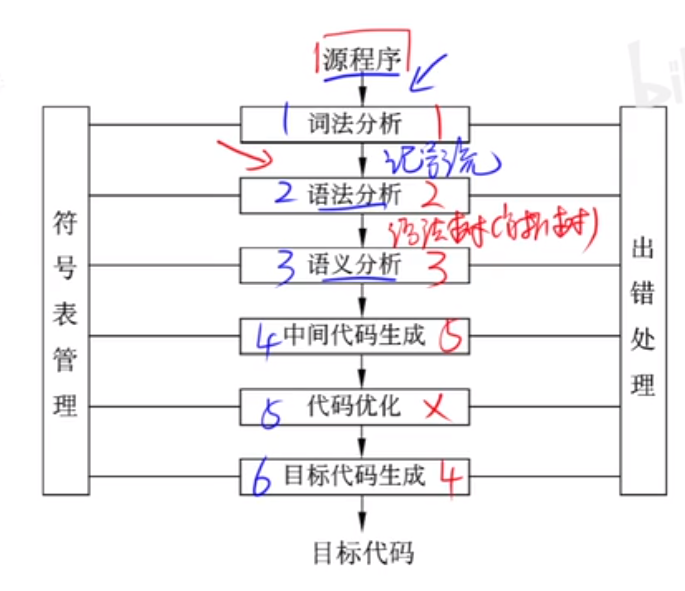 源程序
1 词法分析 1
记号流
2 语法分析 2
语法树(分析树)
3 语义分析 3
4 中间代码生成 5
5 代码优化 ×
6 目标代码生成 4
目标代码
符号表管理
出错处理